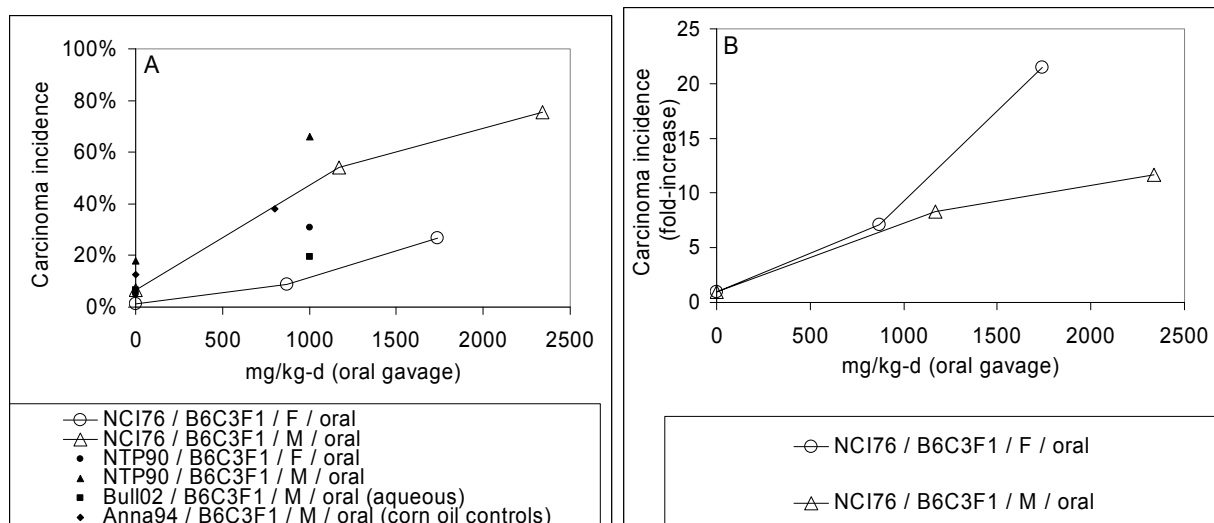 A
100%
80%
60%
40%
20%
0%
Carcinoma incidence
0 500 1000 1500 2000 2500
mg/kg-d (oral gavage)
NCI76 / B6C3F1 / F / oral
NCI76 / B6C3F1 / M / oral
NTP90 / B6C3F1 / F / oral
NTP90 / B6C3F1 / M / oral
Bull02 / B6C3F1 / M / oral (aqueous)
Anna94 / B6C3F1 / M / oral (corn oil controls)
B
25
20
15
10
5
0
Carcinoma incidence
(fold-increase)
0 500 1000 1500 2000 2500
mg/kg-d (oral gavage)
NCI76 / B6C3F1 / F / oral
NCI76 / B6C3F1 / M / oral